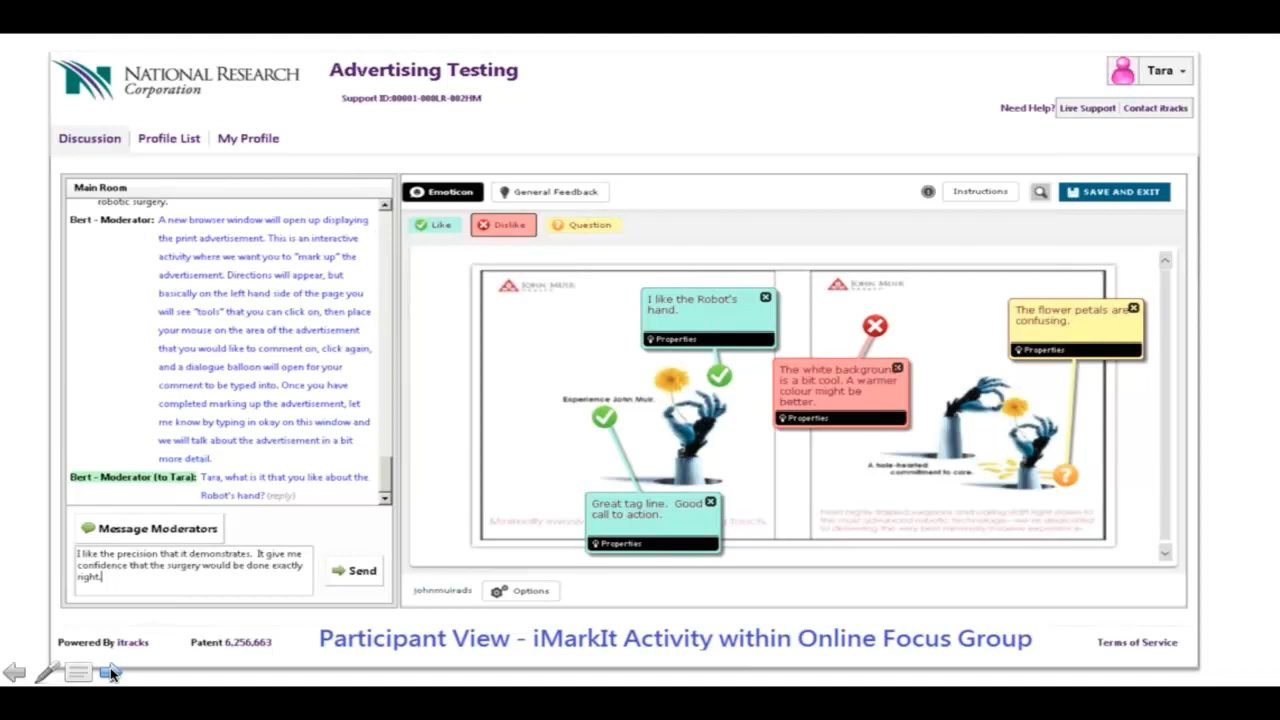 NATIONAL RESEARCH
Corporation
Advertising Testing
Support ID:00001-000LR-002HM
Tara
Need Help? Live Support Contact itracks
Discussion Profile List My Profile
Main Room
robotic surgery.
Bert - Moderator: A new browser window will open up displaying
the print advertisement. This is an interactive
activity where we want you to "mark up" the
advertisement. Directions will appear, but
basically on the left hand side of the page you
will see "tools" that you can click on, then place
your mouse on the area of the advertisement
that you would like to comment on, click again,
and a dialogue balloon will open for your
comment to be typed into. Once you have
completed marking up the advertisement, let
me know by typing in okay on this window and
we will talk about the advertisement in a bit
more detail.
Bert - Moderator [to Tara): Tara, what is it that you like about the
Robot's hand? (reply)
Message Moderators
I like the precision that it demonstrates. It give me
confidence that the surgery would be done exactly
right.
Send
Emoticon General Feedback Instructions SAVE AND EXIT
Like Dislike Question
JOHN MUIR
JOHN MUIR
I like the Robot's
hand.
Properties
The flower petals are
confusing.
Properties
The white background
is a bit cool. A warmer
colour might be
better.
Properties
Experience John Muir.
A hole-hearted
commitment to care.
Great tag line. Good
call to action.
Properties
johnmuirads Options
Powered By itracks Patent 6,256,663
Participant View - iMarkIt Activity within Online Focus Group
Terms of Service